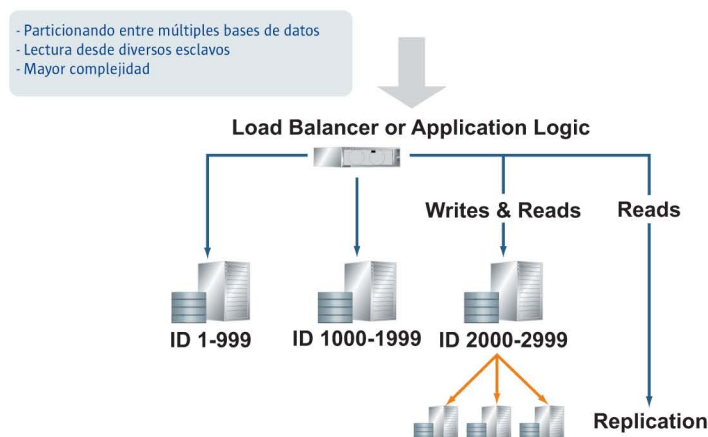 - Particionando entre múltiples bases de datos
- Lectura desde diversos esclavos
- Mayor complejidad
Load Balancer or Application Logic
Writes & Reads
Reads
ID 1-999
ID 1000-1999
ID 2000-2999
Replication